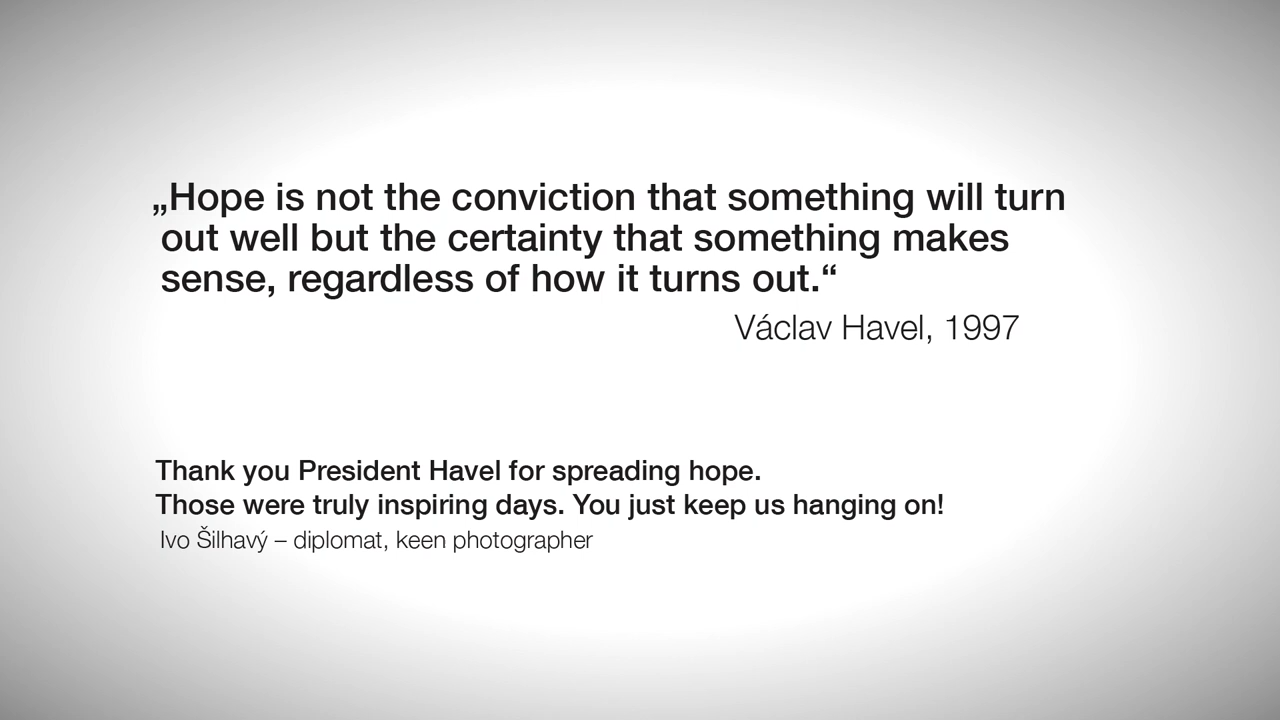 „Hope is not the conviction that something will turn
out well but the certainty that something makes
sense, regardless of how it turns out.“
Václav Havel, 1997
Thank you President Havel for spreading hope.
Those were truly inspiring days. You just keep us hanging on!
Ivo Šilhavý – diplomat, keen photographer